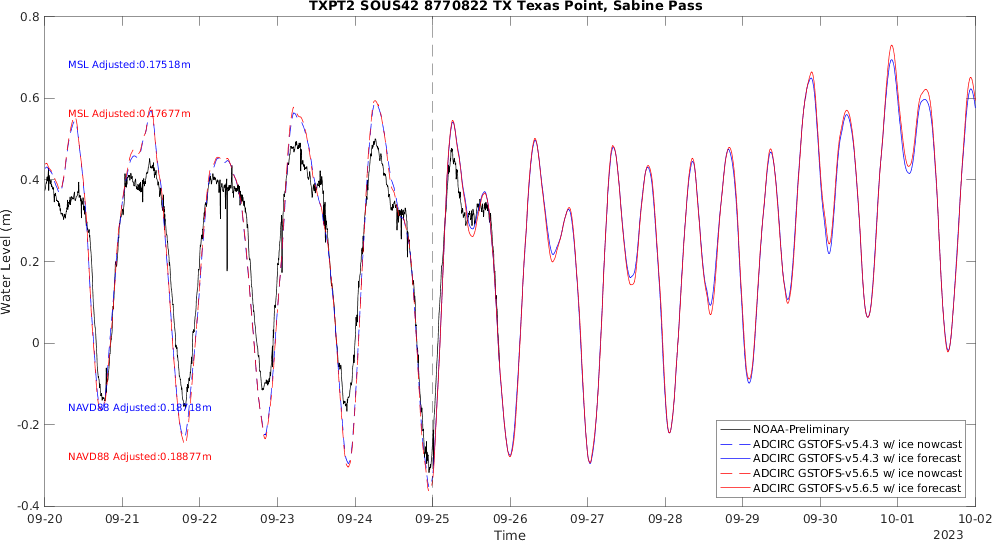 TXPT2 SOUS42 8770822 TX Texas Point, Sabine Pass
0.8
0.6
0.4
0.2
0
-0.2
-0.4
Water Level (m)
MSL Adjusted:0.17518m
MSL Adjusted:0.17677m
NAVD88 Adjusted:0.18718m
NAVD88 Adjusted:0.18877m
NOAA-Preliminary
ADCIRC GSTOFS-v5.4.3 w/ ice nowcast
ADCIRC GSTOFS-v5.4.3 w/ ice forecast
ADCIRC GSTOFS-v5.6.5 w/ ice nowcast
ADCIRC GSTOFS-v5.6.5 w/ ice forecast
09-20 09-21 09-22 09-23 09-24 09-25 09-26 09-27 09-28 09-29 09-30 10-01 10-02
Time
2023